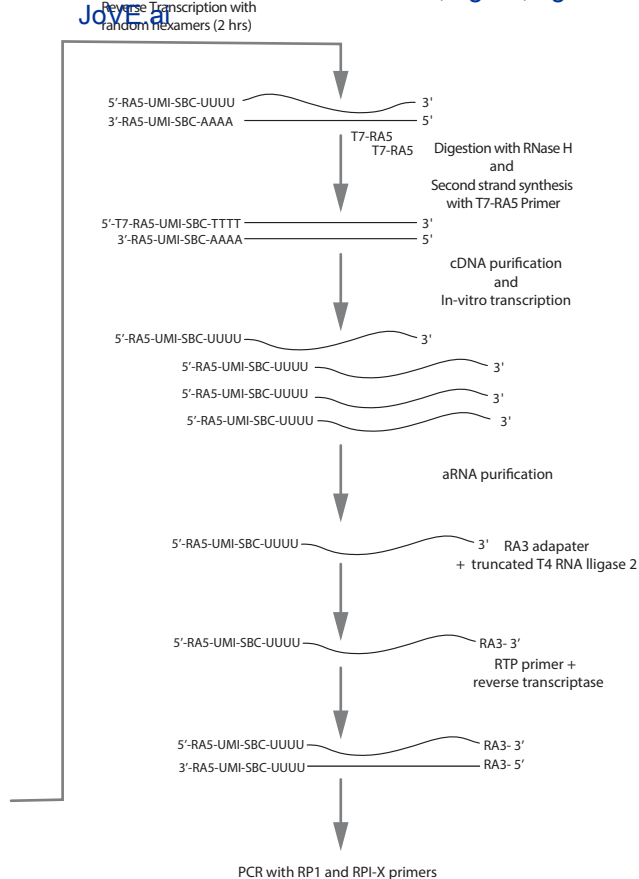 JoVE.ai
Reverse Transcription with
random hexamers (2 hrs)
5'-RA5-UMI-SBC-UUUU 3'
3'-RA5-UMI-SBC-AAAA 5'
T7-RA5
T7-RA5
Digestion with RNase H
and
Second strand synthesis
with T7-RA5 Primer
5'-T7-RA5-UMI-SBC-TTTT 3'
3'-RA5-UMI-SBC-AAAA 5'
cDNA purification
and
In-vitro transcription
5'-RA5-UMI-SBC-UUUU 3'
5'-RA5-UMI-SBC-UUUU 3'
5'-RA5-UMI-SBC-UUUU 3'
5'-RA5-UMI-SBC-UUUU 3'
aRNA purification
5'-RA5-UMI-SBC-UUUU 3'
RA3 adapater
+ truncated T4 RNA lligase 2
5'-RA5-UMI-SBC-UUUU RA3- 3'
RTP primer +
reverse transcriptase
5'-RA5-UMI-SBC-UUUU RA3- 3'
3'-RA5-UMI-SBC-UUUU RA3- 5'
PCR with RP1 and RPI-X primers